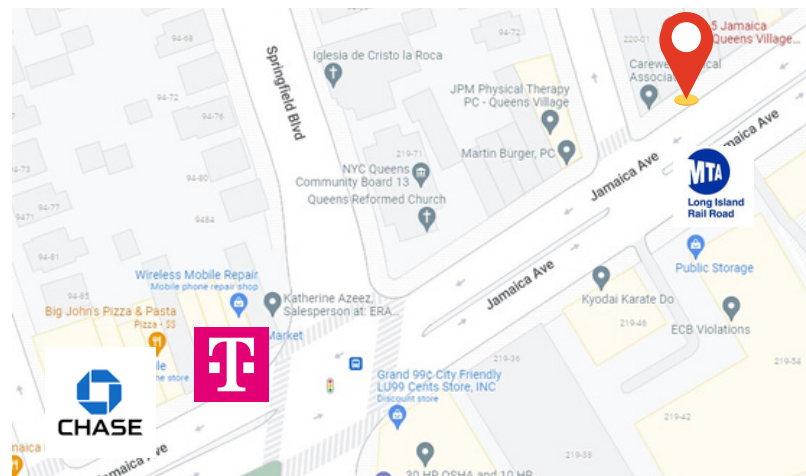 94-68
94-72
220-01
5 Jamaica
Queens Village...
Springfield Blvd
Iglesia de Cristo la Roca
Carewe
Associat
JPM Physical Therapy
PC - Queens Village
94-72
94-76
219-71
Martin Burger, PC
Jamaica Ave
Jamaica Ave
MTA
Long Island
Rail Road
NYC Queens
Community Board 13
Queens Reformed Church
94-73
94-80
94-77
9471
9484
94-81
Public Storage
Jamaica Ave
Wireless Mobile Repair
Mobile phone repair shop
Katherine Azeez,
Salesperson at: ERA...
Kyodai Karate Do
219-46
ECB Violations
94-85
Big John's Pizza & Pasta
Pizza · $$
Market
T
219-36
219-54
CHASE
Grand 99¢ City Friendly
LU99 Cents Store, INC
Discount store
219-42
219-38
Jamaica Ave
30 HR OSHA and 10 HR